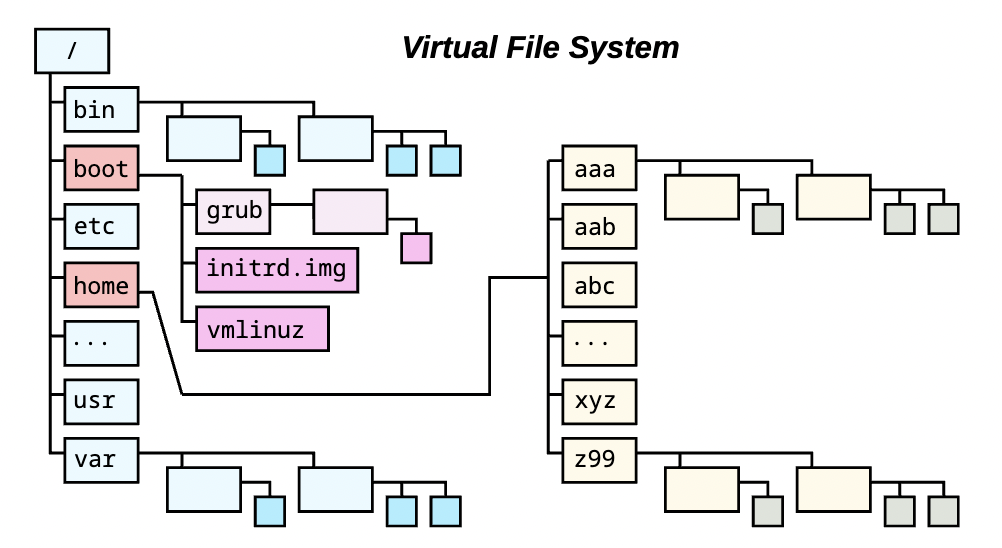 Virtual File System
/
bin
boot
etc
home
...
usr
var
grub
initrd.img
vmlinuz
aaa
aab
abc
...
xyz
z99